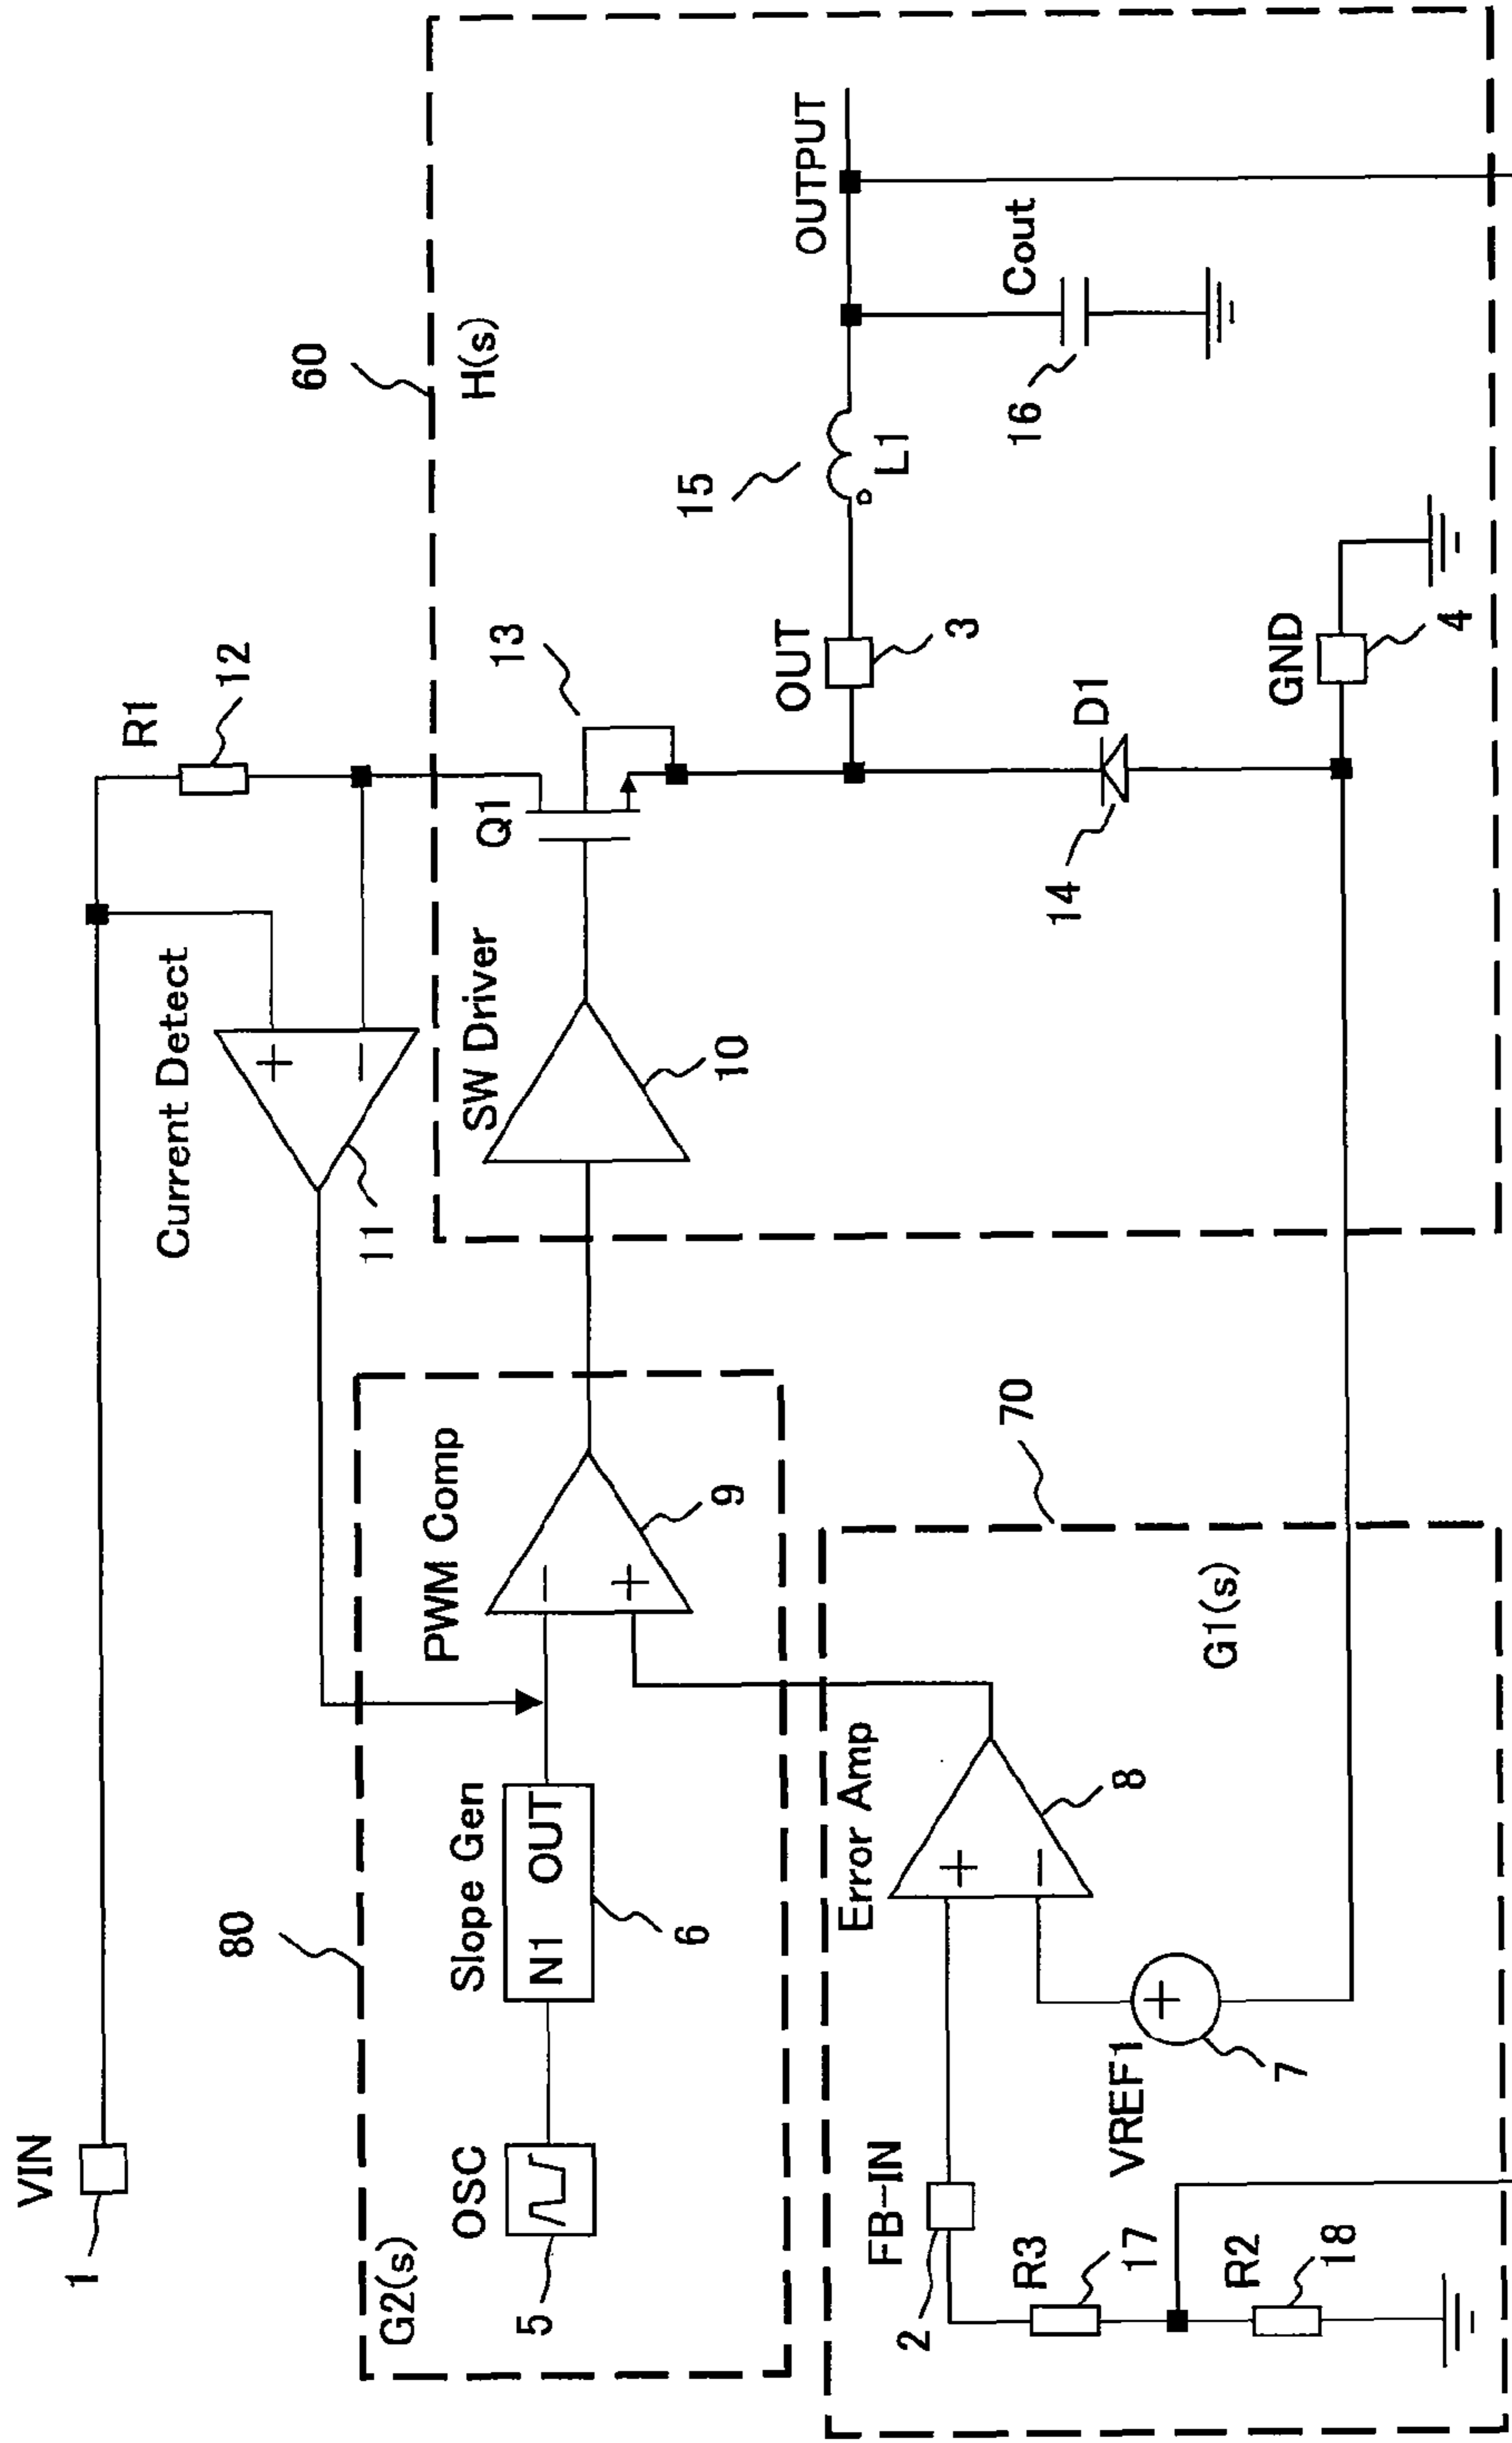 VIN
1
R1
12
Current Detect
11
60
H(s)
80
G2(s)
OSC
5
Slope Gen
N1 OUT
6
PWM Comp
9
SW Driver
10
Q1
13
OUT
3
15
L1
OUTPUT
Cout
16
D1
14
GND
4
70
G1(s)
Error Amp
8
FB-IN
2
VREF1
7
R3
17
R2
18